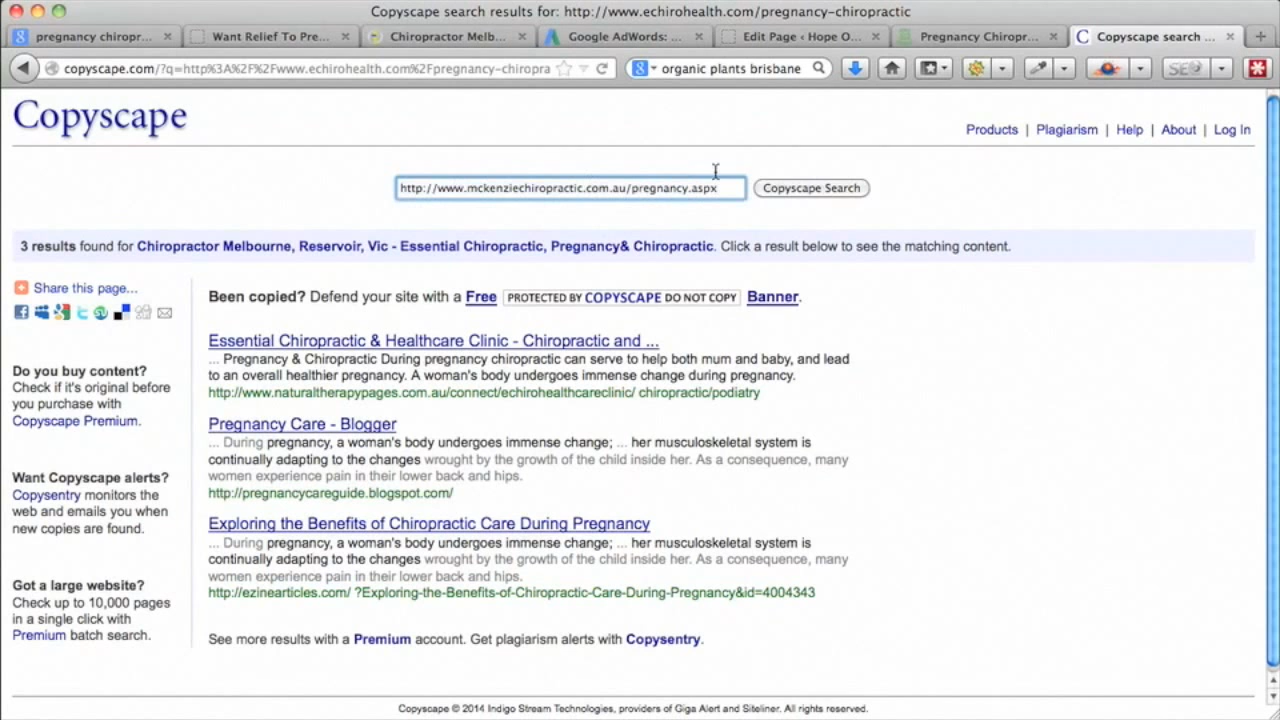 Copyscape search results for: http://www.echirohealth.com/pregnancy-chiropractic
pregnancy chiropr...
Want Relief To Pre...
Chiropractor Melb...
Google AdWords: ...
Edit Page ‹ Hope O...
Pregnancy Chiropr...
Copyscape search ...
copyscape.com/?q=http%3A%2F%2Fwww.echirohealth.com%2Fpregnancy-chiropra
organic plants brisbane
SEO
Copyscape
Products | Plagiarism | Help | About | Log In
http://www.mckenziechiropractic.com.au/pregnancy.aspx
Copyscape Search
3 results found for Chiropractor Melbourne, Reservoir, Vic - Essential Chiropractic, Pregnancy& Chiropractic. Click a result below to see the matching content.
Share this page...
Do you buy content?
Check if it's original before
you purchase with
Copyscape Premium.
Want Copyscape alerts?
Copysentry monitors the
web and emails you when
new copies are found.
Got a large website?
Check up to 10,000 pages
in a single click with
Premium batch search.
Been copied? Defend your site with a Free PROTECTED BY COPYSCAPE DO NOT COPY Banner.
Essential Chiropractic & Healthcare Clinic - Chiropractic and ...
... Pregnancy & Chiropractic During pregnancy chiropractic can serve to help both mum and baby, and lead
to an overall healthier pregnancy. A woman's body undergoes immense change during pregnancy.
http://www.naturaltherapypages.com.au/connect/echirohealthcareclinic/ chiropractic/podiatry
Pregnancy Care - Blogger
... During pregnancy, a woman's body undergoes immense change; ... her musculoskeletal system is
continually adapting to the changes wrought by the growth of the child inside her. As a consequence, many
women experience pain in their lower back and hips.
http://pregnancycareguide.blogspot.com/
Exploring the Benefits of Chiropractic Care During Pregnancy
... During pregnancy, a woman's body undergoes immense change; ... her musculoskeletal system is
continually adapting to the changes wrought by the growth of the child inside her. As a consequence, many
women experience pain in their lower back and hips.
http://ezinearticles.com/ ?Exploring-the-Benefits-of-Chiropractic-Care-During-Pregnancy&id=4004343
See more results with a Premium account. Get plagiarism alerts with Copysentry.
Copyscape © 2014 Indigo Stream Technologies, providers of Giga Alert and Siteliner. All rights reserved.